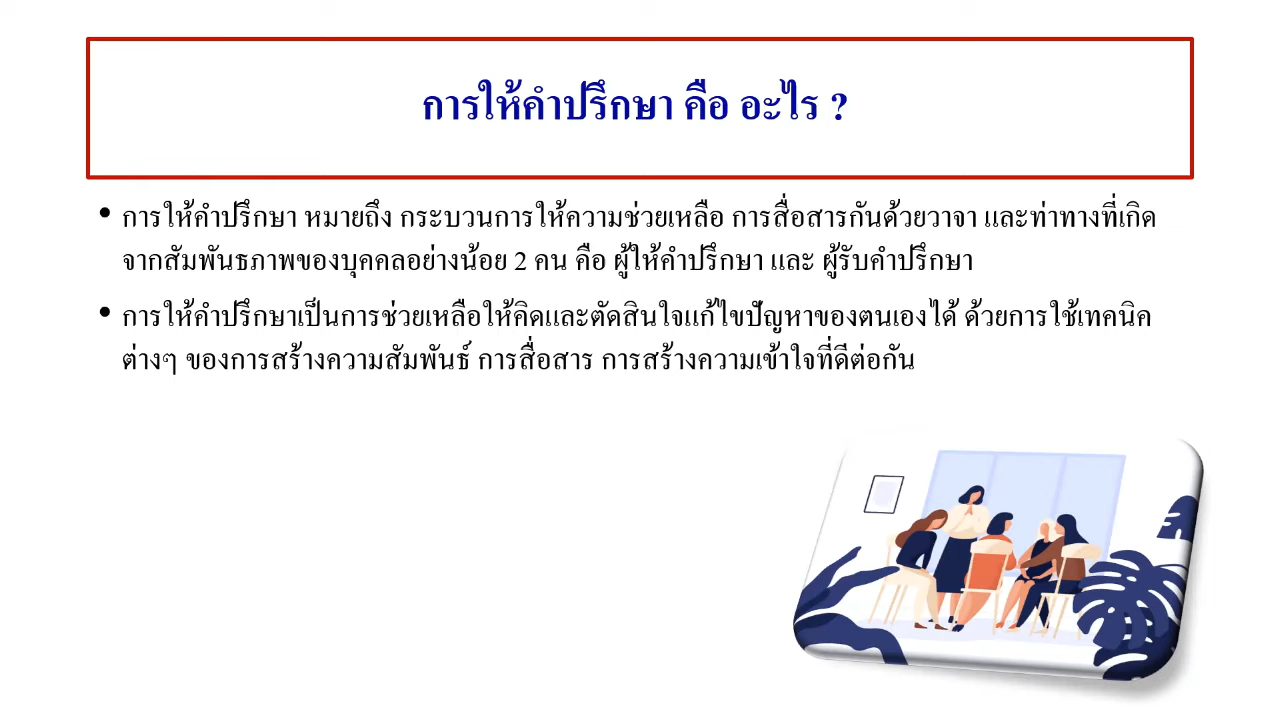 การให้คำปรึกษา คือ อะไร ?
• การให้คำปรึกษา หมายถึง กระบวนการให้ความช่วยเหลือ การสื่อสารกันด้วยวาจา และท่าทางที่เกิด
จากสัมพันธภาพของบุคคลอย่างน้อย 2 คน คือ ผู้ให้คำปรึกษา และ ผู้รับคำปรึกษา
• การให้คำปรึกษาเป็นการช่วยเหลือให้คิดและตัดสินใจแก้ไขปัญหาของตนเองได้ ด้วยการใช้เทคนิค
ต่างๆ ของการสร้างความสัมพันธ์ การสื่อสาร การสร้างความเข้าใจที่ดีต่อกัน